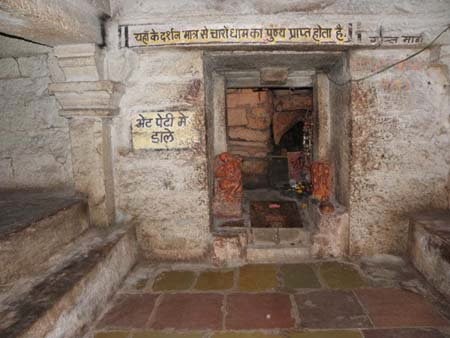 यहाँ के दर्शन मात्र से चारों धाम का पुण्य प्राप्त होता है.
गुप्त मार्ग
भेट पेटी मे
डाले